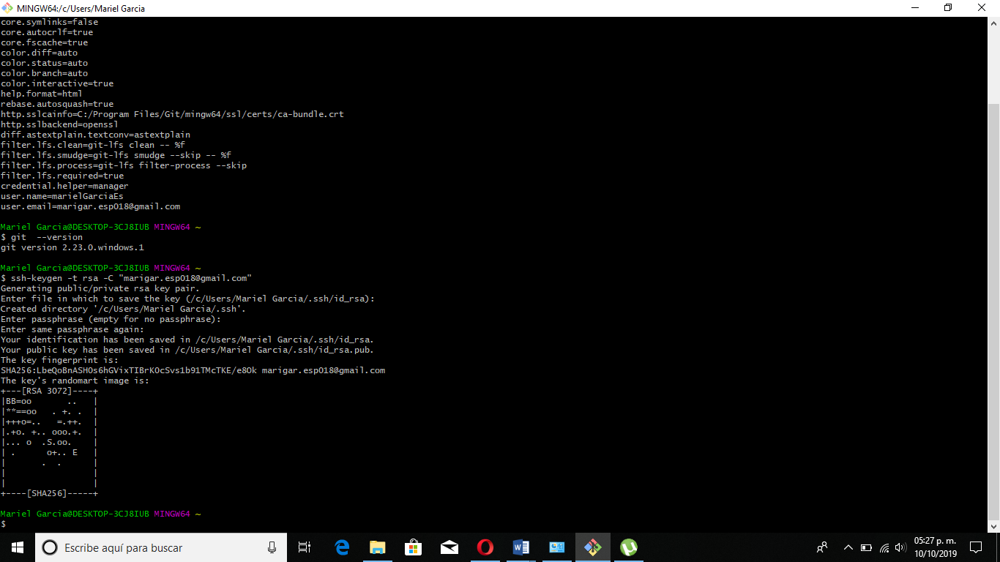 MINGW64:/c/Users/Mariel Garcia
core.symlinks=false
core.autocrlf=true
core.fscache=true
color.diff=auto
color.status=auto
color.branch=auto
color.interactive=true
help.format=html
rebase.autosquash=true
http.sslcainfo=C:/Program Files/Git/mingw64/ssl/certs/ca-bundle.crt
http.sslbackend=openssl
diff.astextplain.textconv=astextplain
filter.lfs.clean=git-lfs clean -- %f
filter.lfs.smudge=git-lfs smudge --skip -- %f
filter.lfs.process=git-lfs filter-process --skip
filter.lfs.required=true
credential.helper=manager
user.name=marielGarciaEs
user.email=marigar.esp018@gmail.com
Mariel Garcia@DESKTOP-3CJ8IUB MINGW64 ~
$ git  --version
git version 2.23.0.windows.1
Mariel Garcia@DESKTOP-3CJ8IUB MINGW64 ~
$ ssh-keygen -t rsa -C "marigar.esp018@gmail.com"
Generating public/private rsa key pair.
Enter file in which to save the key (/c/Users/Mariel Garcia/.ssh/id_rsa):
Created directory '/c/Users/Mariel Garcia/.ssh'.
Enter passphrase (empty for no passphrase):
Enter same passphrase again:
Your identification has been saved in /c/Users/Mariel Garcia/.ssh/id_rsa.
Your public key has been saved in /c/Users/Mariel Garcia/.ssh/id_rsa.pub.
The key fingerprint is:
SHA256:LbeQoBnASHOs6hGVixTIBrKOcSvs1b91TMcTKE/e8Ok marigar.esp018@gmail.com
The key's randomart image is:
+---[RSA 3072]----+
|BB=oo       ..   |
|**==oo   . +. .  |
|+++o=..   =.++.  |
|.+o. +.. ooo.+.  |
|... o  .S.oo.    |
| .      o+.. E   |
|       .  .      |
|                 |
|                 |
+----[SHA256]-----+
Mariel Garcia@DESKTOP-3CJ8IUB MINGW64 ~
$
Escribe aquí para buscar
05:27 p. m.
10/10/2019